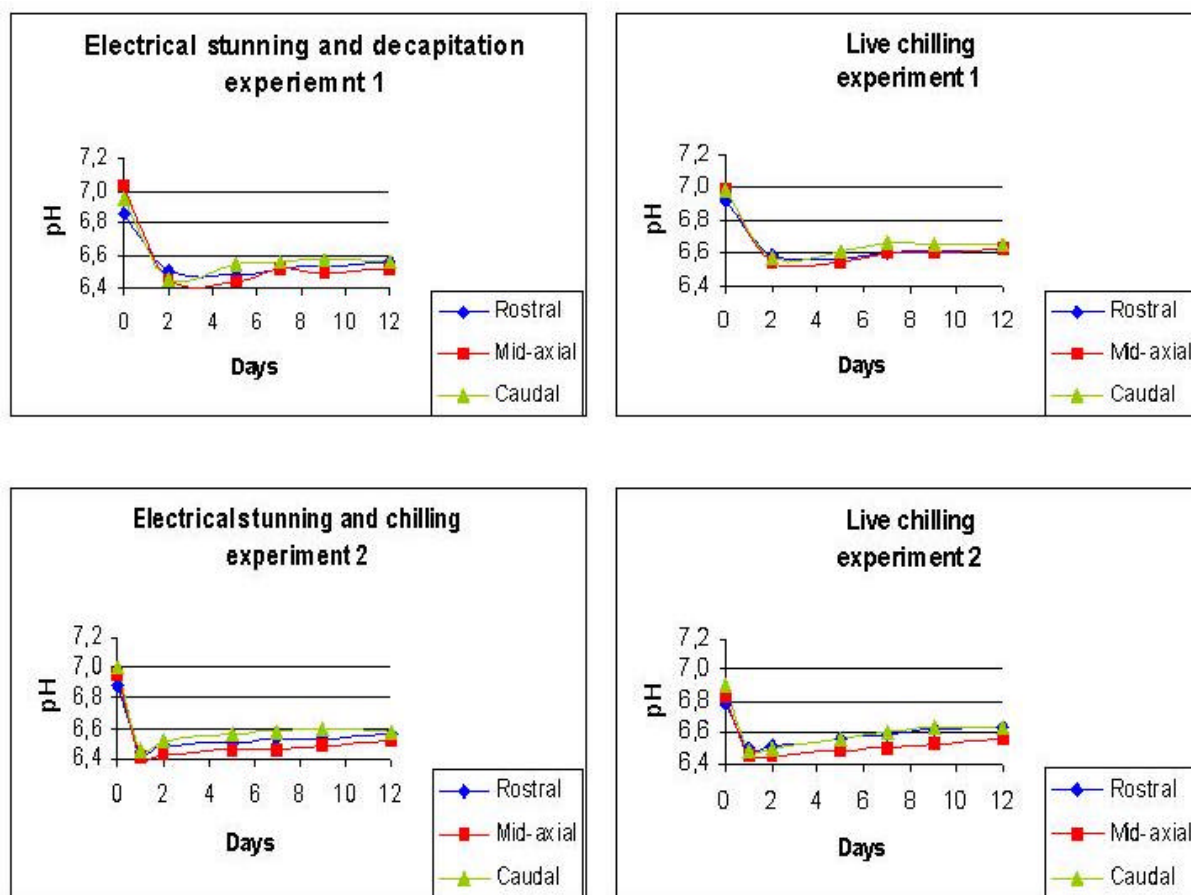 Electrical stunning and decapitation
experiemnt 1
7,2
7,0
6,8
6,6
6,4
pH
0 2 4 6 8 10 12
Days
Rostral
Mid-axial
Caudal
Live chilling
experiment 1
7,2
7,0
6,8
6,6
6,4
pH
0 2 4 6 8 10 12
Days
Rostral
Mid-axial
Caudal
Electrical stunning and chilling
experiment 2
7,2
7,0
6,8
6,6
6,4
pH
0 2 4 6 8 10 12
Days
Rostral
Mid-axial
Caudal
Live chilling
experiment 2
7,2
7,0
6,8
6,6
6,4
pH
0 2 4 6 8 10 12
Days
Rostral
Mid-axial
Caudal